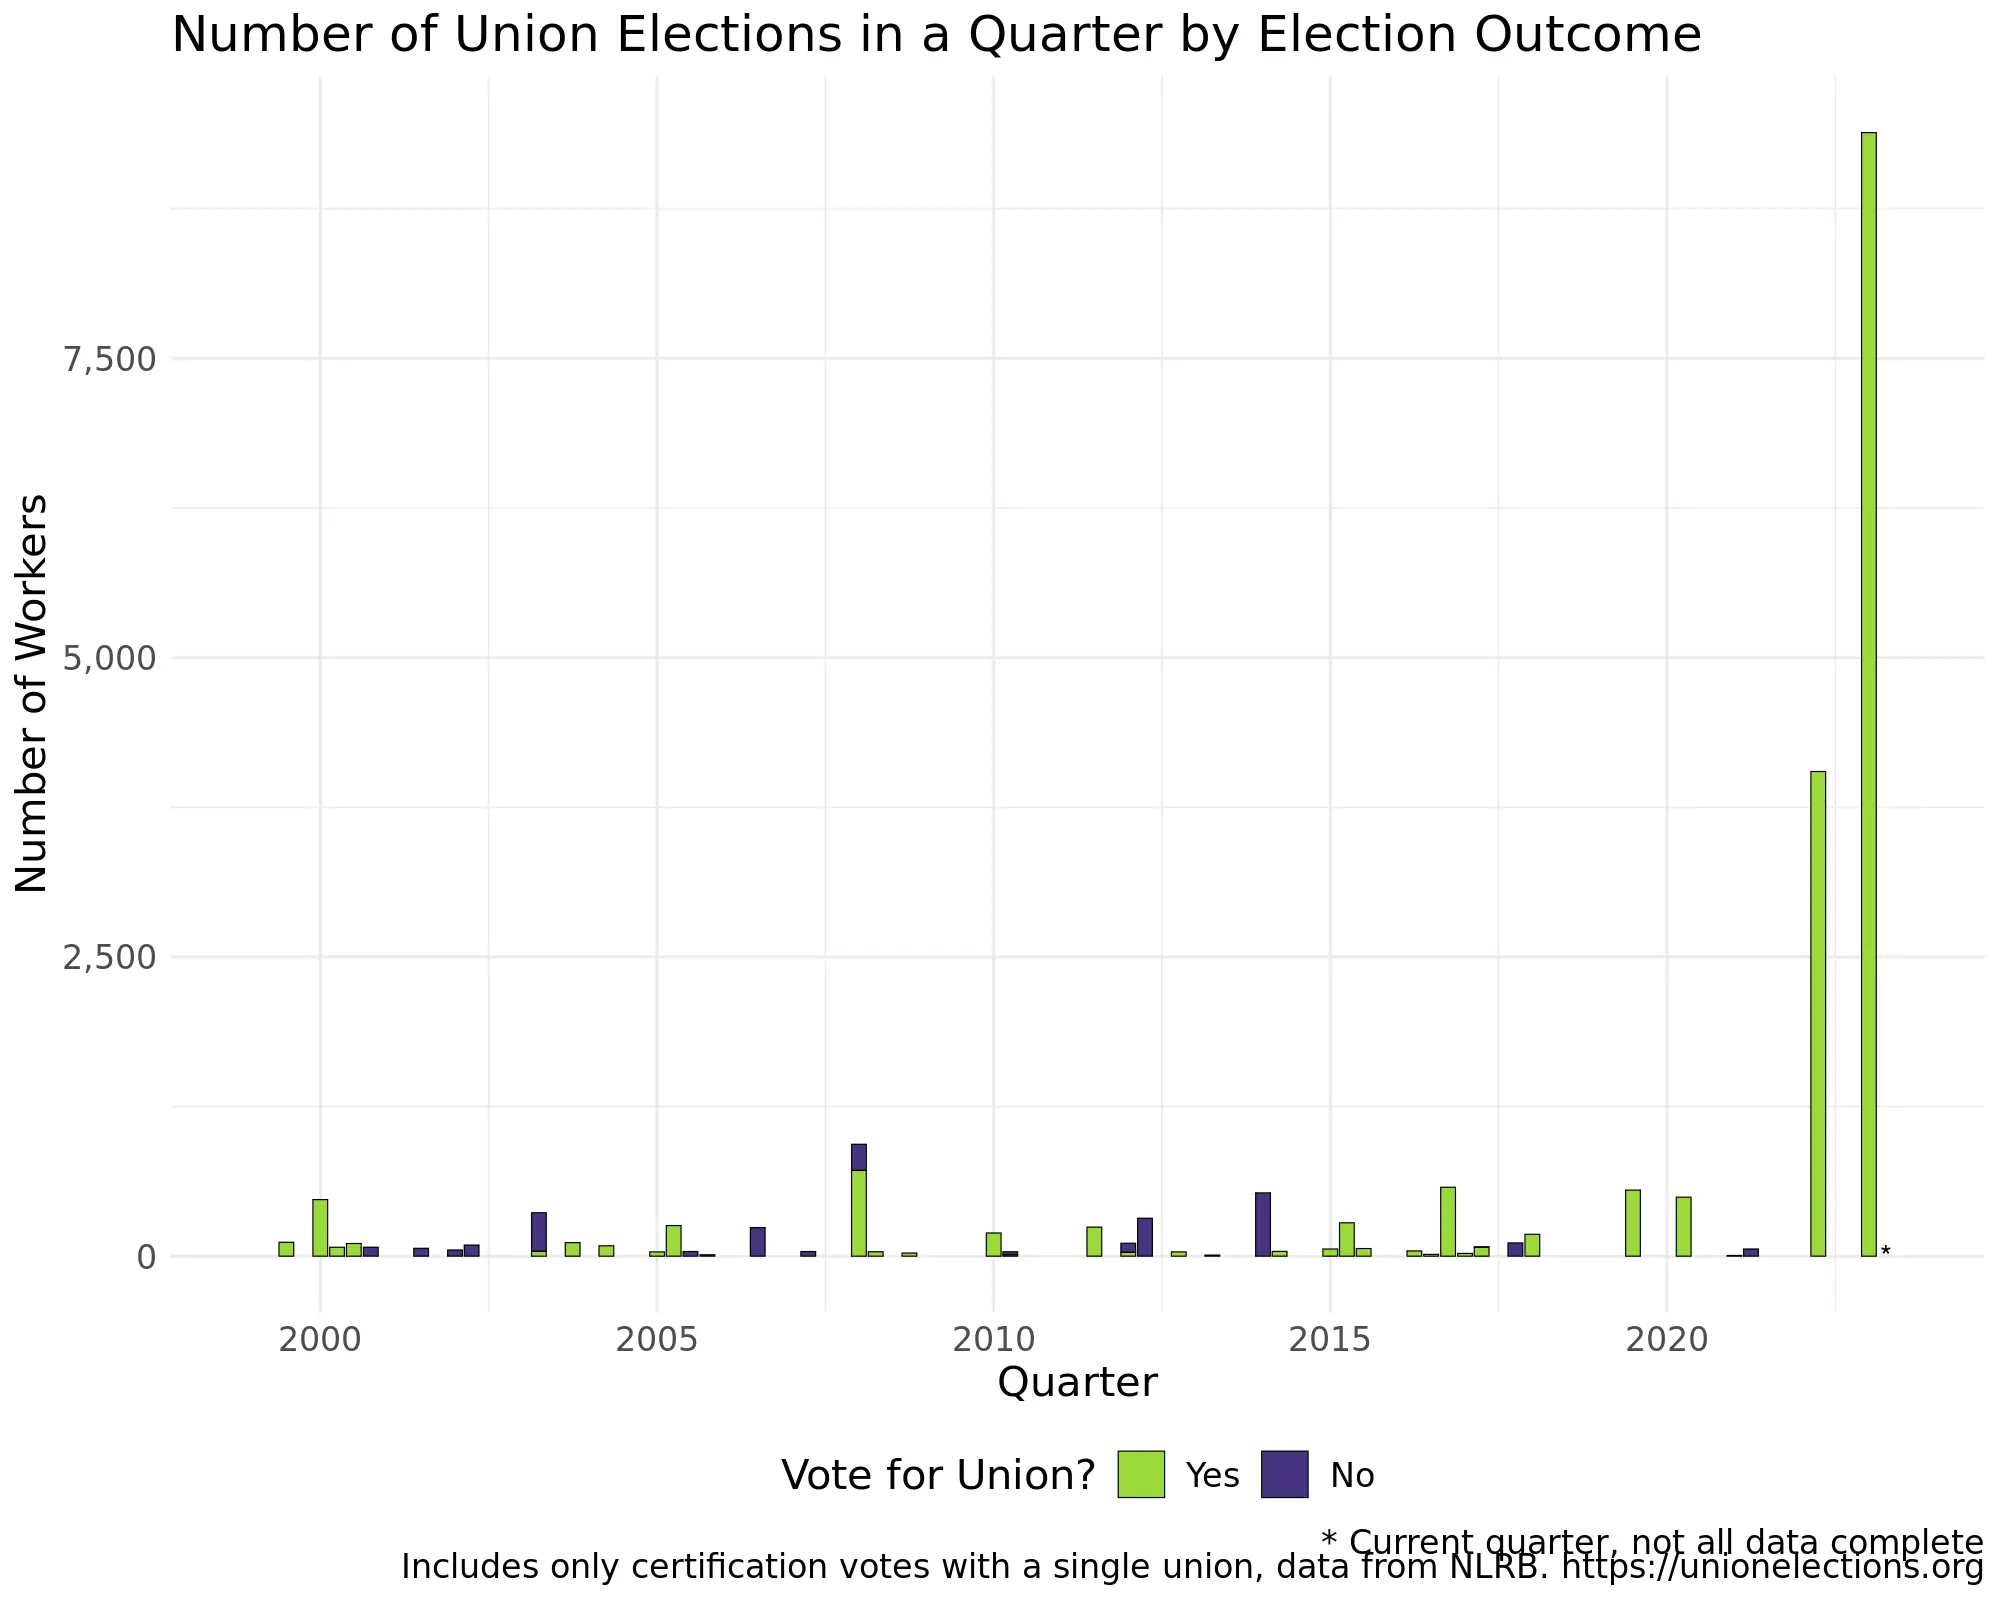 Number of Union Elections in a Quarter by Election Outcome
Number of Workers
7,500
5,000
2,500
0
*
2000 2005 2010 2015 2020
Quarter
Vote for Union? Yes No
* Current quarter, not all data complete
Includes only certification votes with a single union, data from NLRB. https://unionelections.org